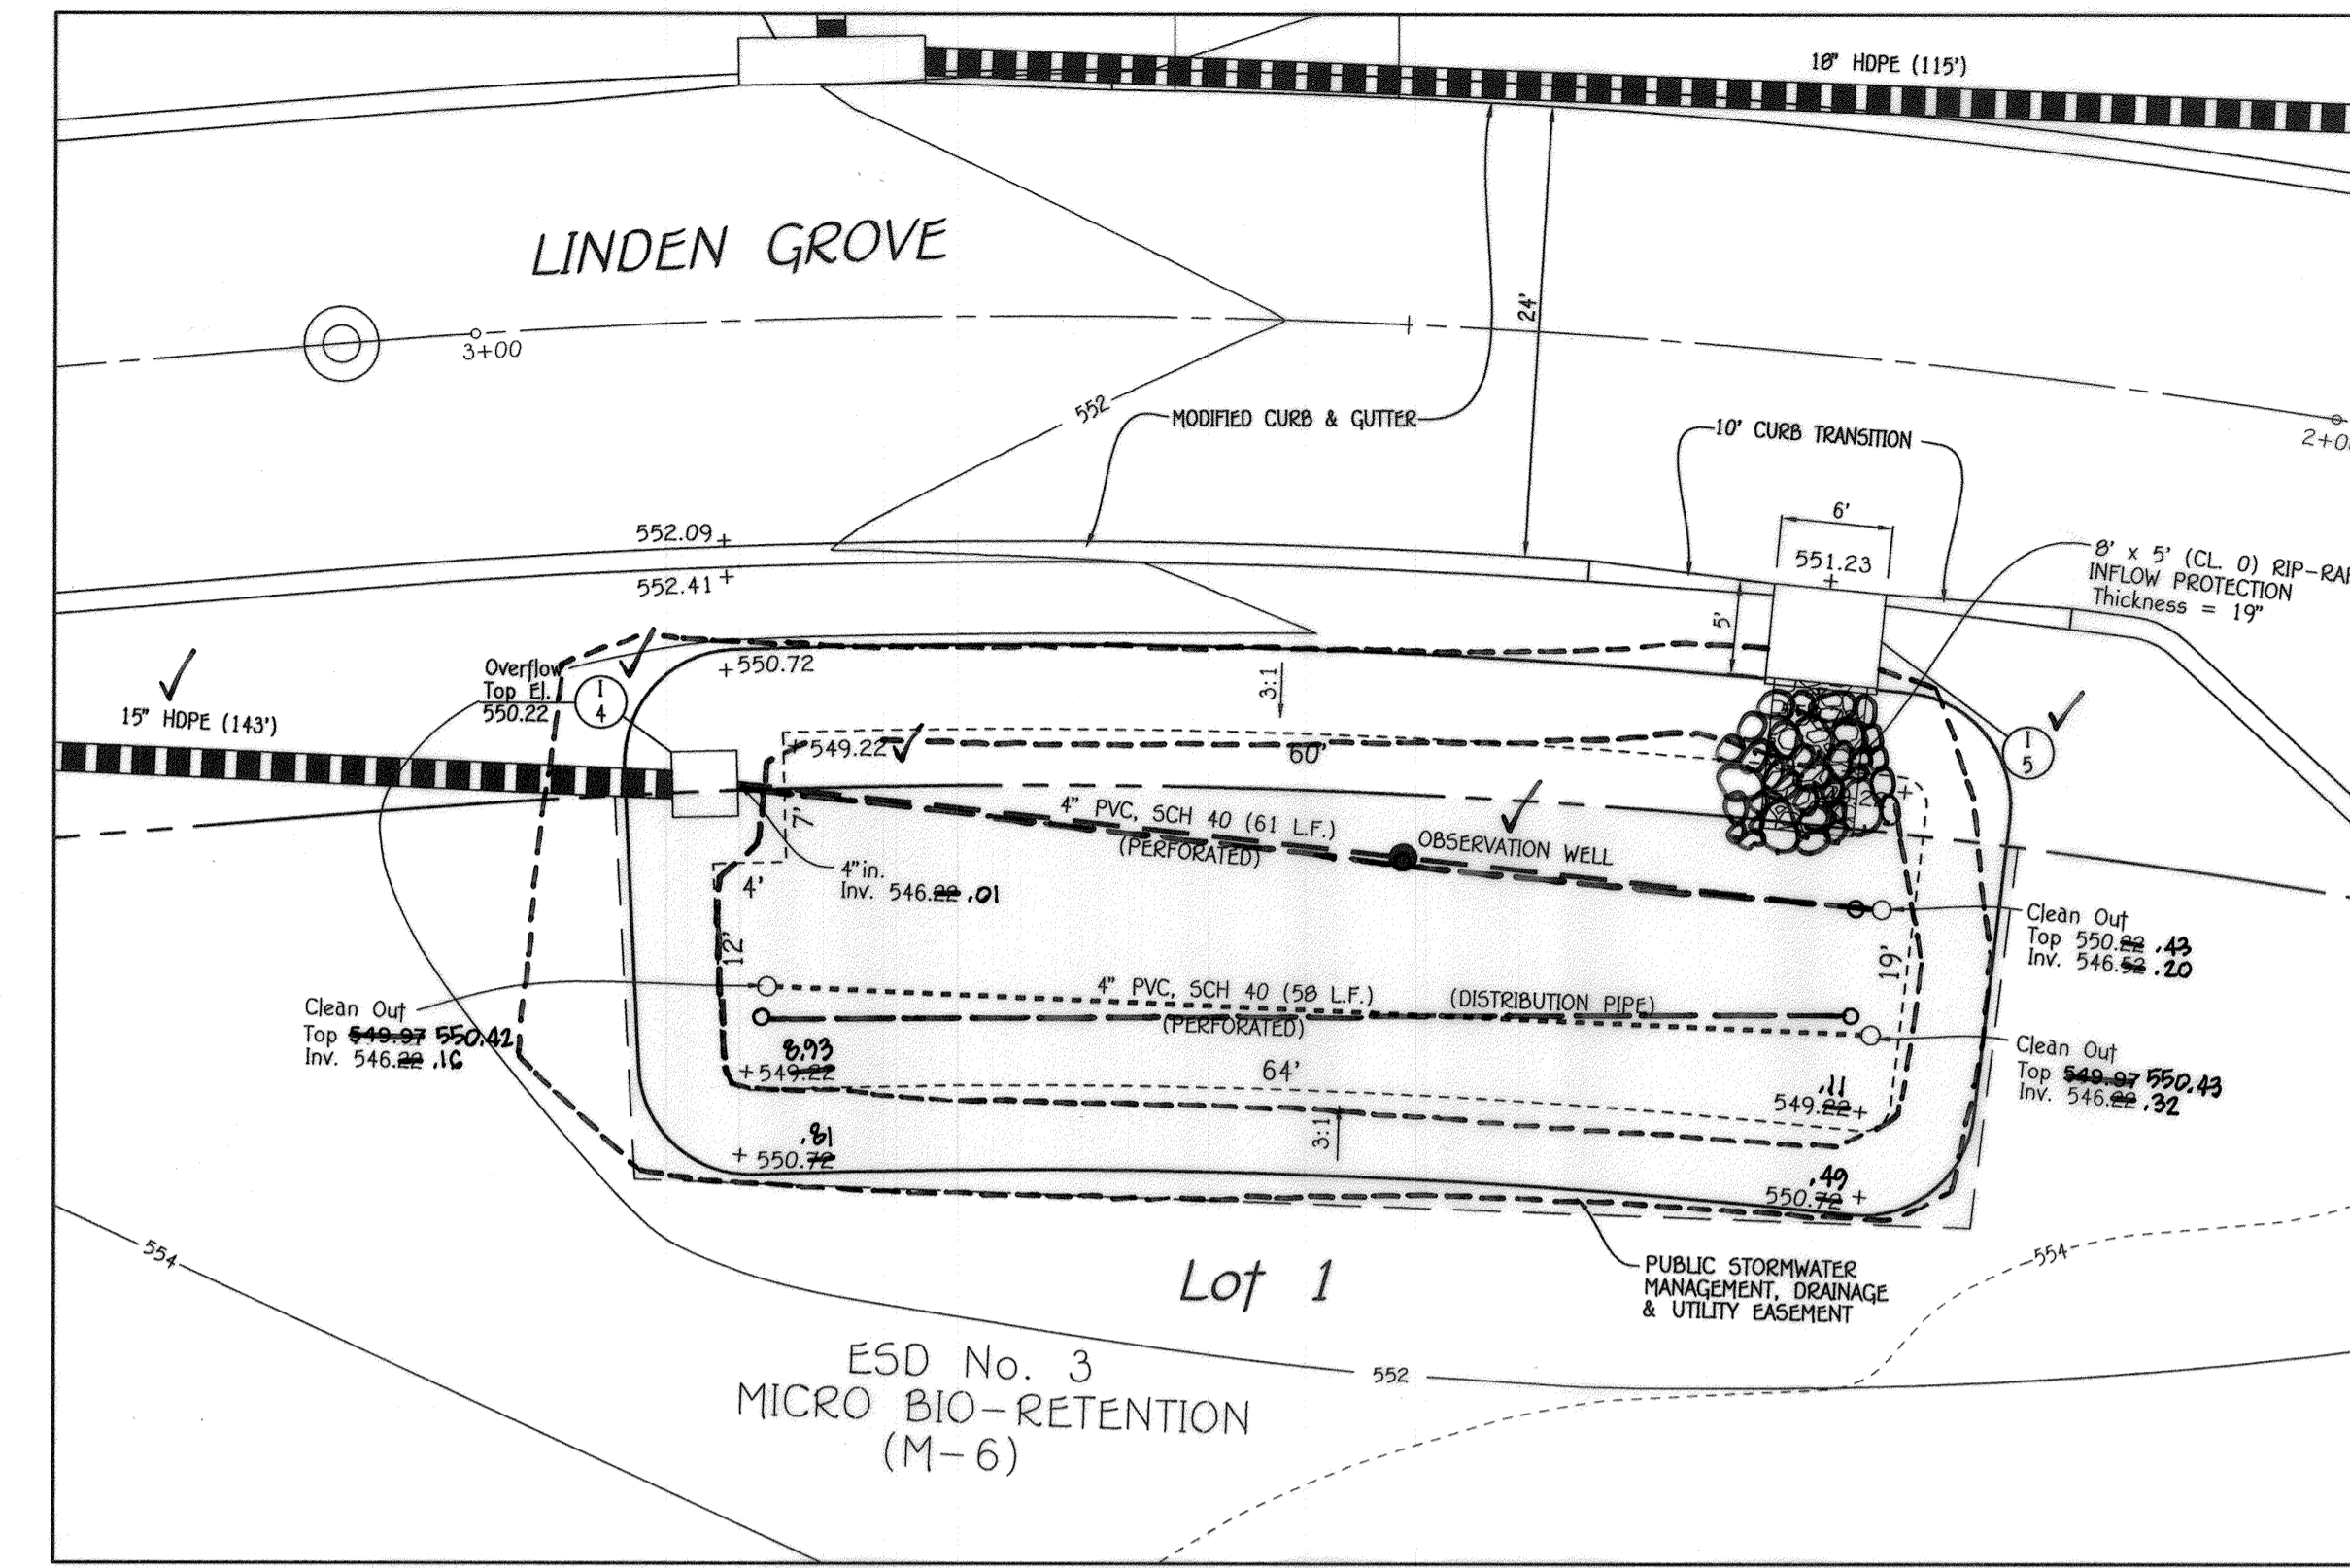 18" HDPE (115')
LINDEN GROVE
24'
3+00
552
MODIFIED CURB & GUTTER
10' CURB TRANSITION
6'
552.09
551.23
552.41
8' x 5' (CL. 0)
INFLOW PROTECTION
Thickness = 19"
5'
Overflow
Top El.
550.22
I
4
550.72
3:1
15" HDPE (143')
549.22
60'
I
5
7'
4" PVC, SCH 40 (61 L.F.)
(PERFORATED)
OBSERVATION WELL
4'
4"in.
Inv. 546.22 .01
Clean Out
Top 550.22 .43
Inv. 546.52 .20
12'
19'
4" PVC, SCH 40 (58 L.F.)
(DISTRIBUTION PIPE)
(PERFORATED)
Clean Out
Top 549.97 550.42
Inv. 546.22 .16
8.93
549.22
64'
Clean Out
Top 549.97 550.43
Inv. 546.22 .32
.11
549.22
3:1
.81
550.72
.49
550.72
554
Lot 1
PUBLIC STORMWATER
MANAGEMENT, DRAINAGE
& UTILITY EASEMENT
554
ESD No. 3
MICRO BIO-RETENTION
(M-6)
552